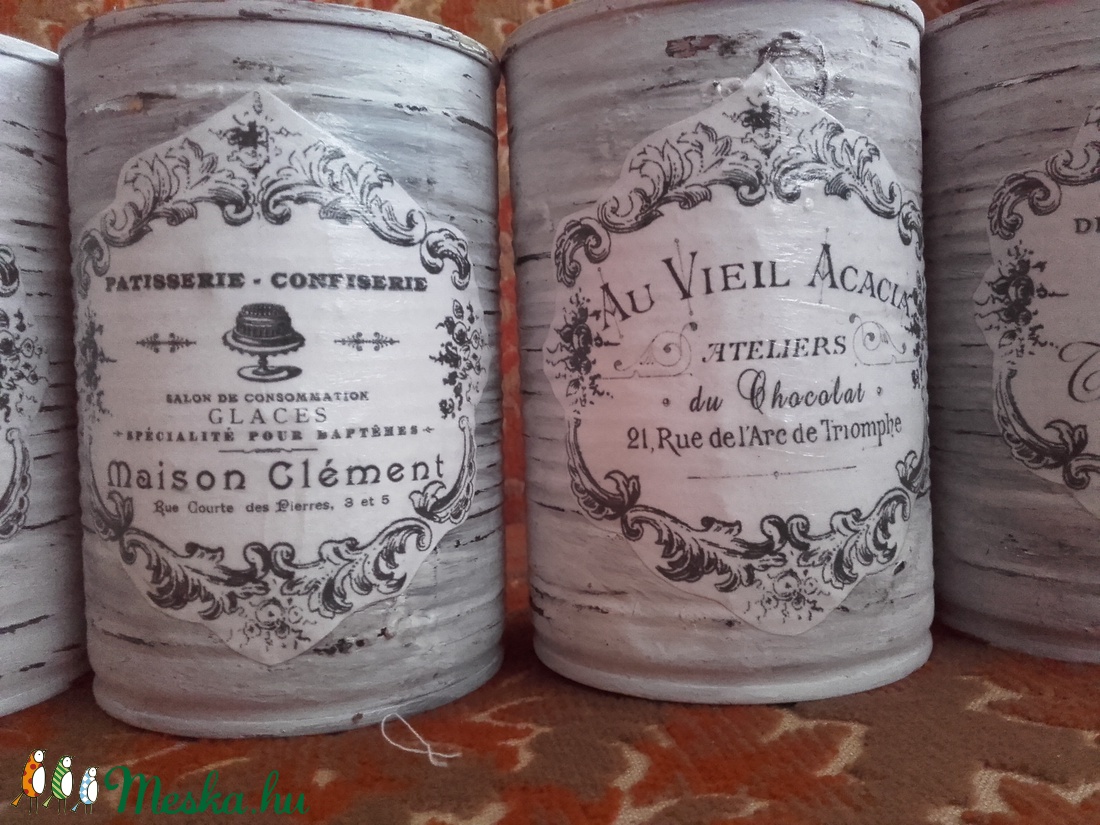 PATISSERIE - CONFISERIE
SALON DE CONSOMMATION
GLACES
SPÉCIALITÉ POUR BAPTÊMES
Maison Clément
Rue Courte des Pierres, 3 et 5
AU VIEIL ACACIA
ATELIERS
du Chocolat
21, Rue de l'Arc de Triomphe
Meska.hu